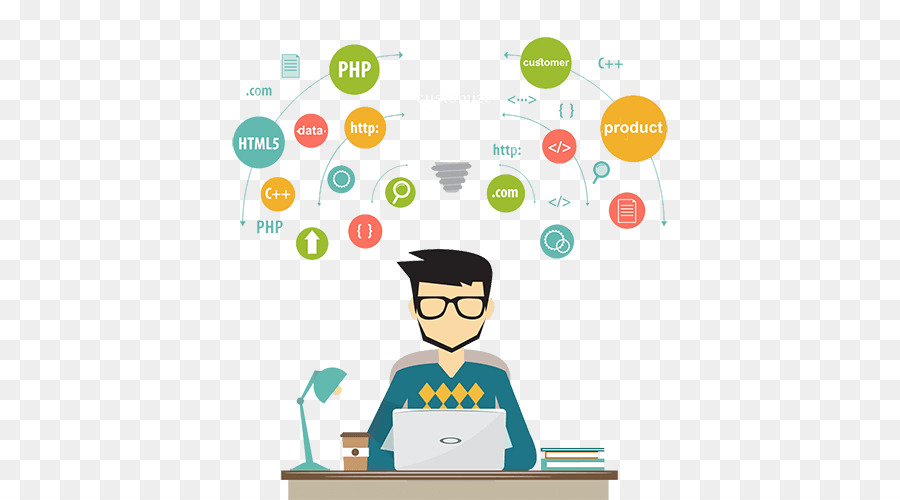 PHP
customer
C++
.com
<···>
{ }
data
http:
product
HTML5
http:
</>
C++
.com
</>
PHP
{ }